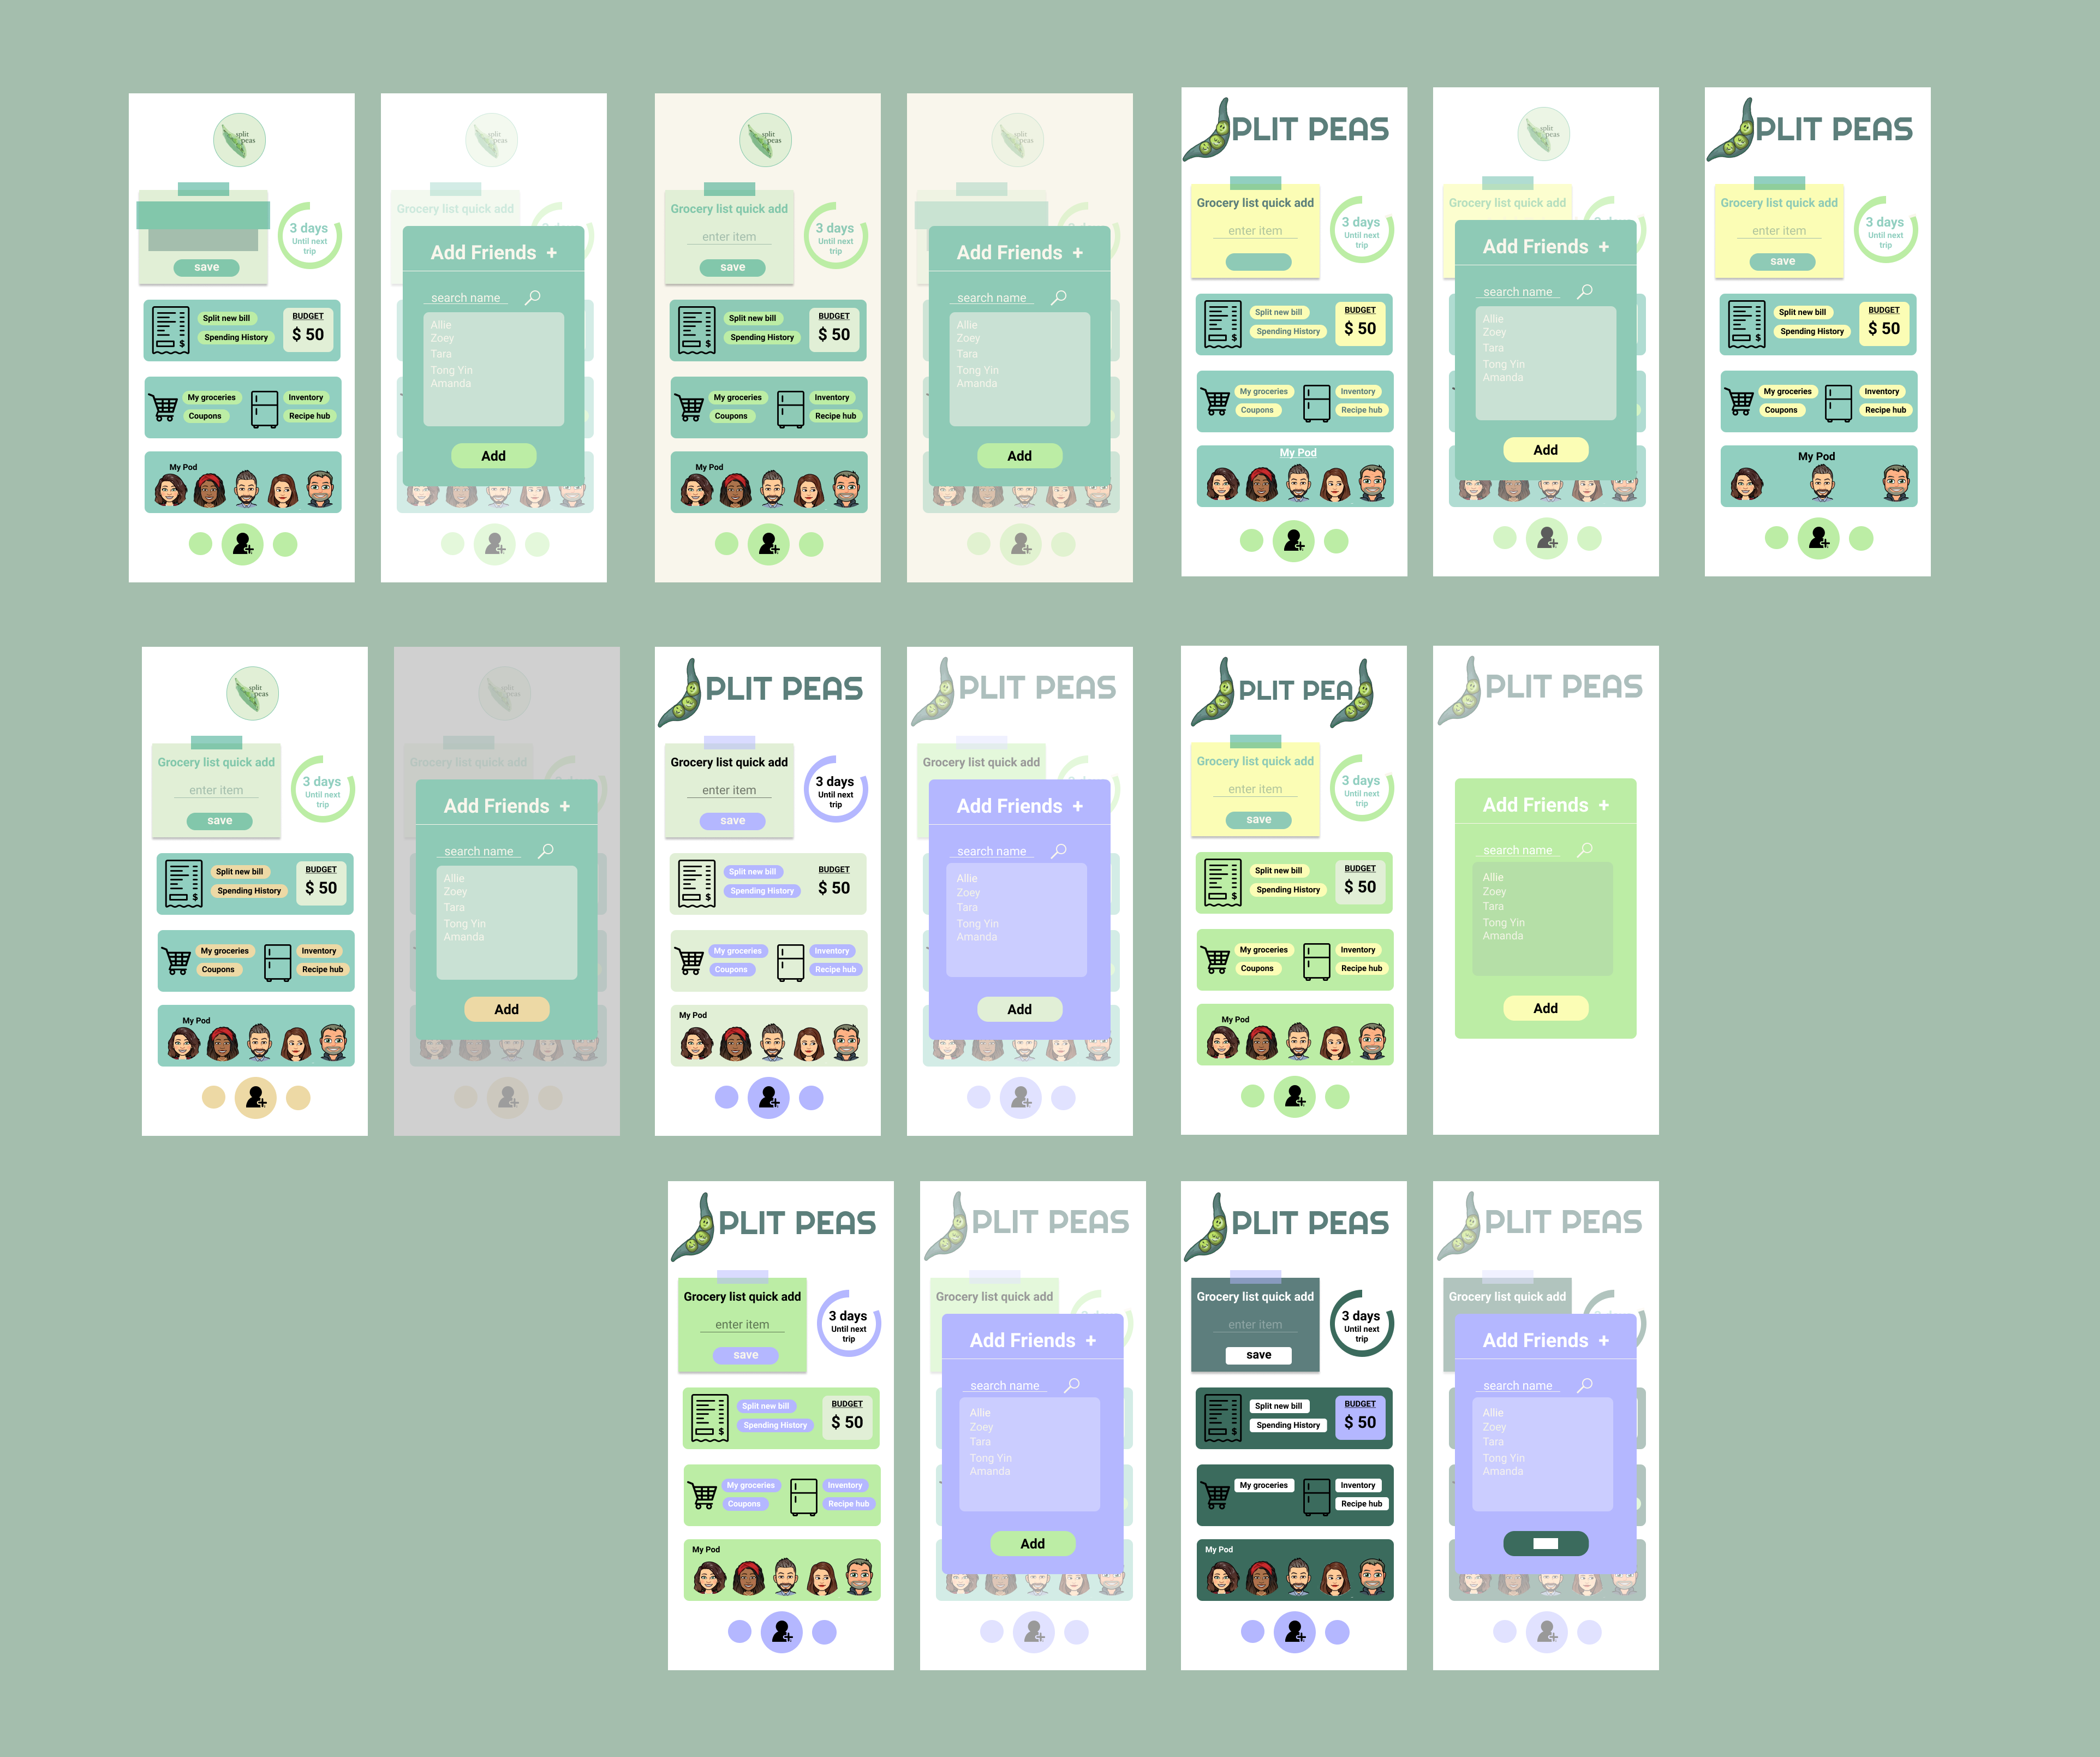 split
peas
3 days
Until next
trip
save
Split new bill
Spending History
BUDGET
$ 50
$
My groceries
Coupons
Inventory
Recipe hub
My Pod
split
peas
Grocery list quick add
Add Friends +
search name
Allie
Zoey
Tara
Tong Yin
Amanda
Add
split
peas
Grocery list quick add
enter item
save
3 days
Until next
trip
Split new bill
Spending History
BUDGET
$ 50
$
My groceries
Coupons
Inventory
Recipe hub
My Pod
split
peas
Add Friends +
search name
Allie
Zoey
Tara
Tong Yin
Amanda
Add
PLIT PEAS
Grocery list quick add
enter item
3 days
Until next
trip
Split new bill
Spending History
BUDGET
$ 50
$
My groceries
Coupons
Inventory
Recipe hub
My Pod
split
peas
Grocery list quick add
Add Friends +
search name
Allie
Zoey
Tara
Tong Yin
Amanda
Add
PLIT PEAS
Grocery list quick add
enter item
save
3 days
Until next
trip
Split new bill
Spending History
BUDGET
$ 50
$
My groceries
Coupons
Inventory
Recipe hub
My Pod
split
peas
Grocery list quick add
enter item
save
3 days
Until next
trip
Split new bill
Spending History
BUDGET
$ 50
$
My groceries
Coupons
Inventory
Recipe hub
My Pod
split
peas
Grocery list quick add
Add Friends +
search name
Allie
Zoey
Tara
Tong Yin
Amanda
Add
PLIT PEAS
Grocery list quick add
enter item
save
3 days
Until next
trip
Split new bill
Spending History
BUDGET
$ 50
$
My groceries
Coupons
Inventory
Recipe hub
My Pod
PLIT PEAS
Grocery list quick add
Add Friends +
search name
Allie
Zoey
Tara
Tong Yin
Amanda
Add
PLIT PEA
Grocery list quick add
enter item
save
3 days
Until next
trip
Split new bill
Spending History
BUDGET
$ 50
$
My groceries
Coupons
Inventory
Recipe hub
My Pod
PLIT PEAS
Add Friends +
search name
Allie
Zoey
Tara
Tong Yin
Amanda
Add
PLIT PEAS
Grocery list quick add
enter item
save
3 days
Until next
trip
Split new bill
Spending History
BUDGET
$ 50
$
My groceries
Coupons
Inventory
Recipe hub
My Pod
PLIT PEAS
Grocery list quick add
Add Friends +
search name
Allie
Zoey
Tara
Tong Yin
Amanda
Add
PLIT PEAS
Grocery list quick add
enter item
save
3 days
Until next
trip
Split new bill
Spending History
BUDGET
$ 50
$
My groceries
Inventory
Recipe hub
My Pod
PLIT PEAS
Grocery list quick add
Add Friends +
search name
Allie
Zoey
Tara
Tong Yin
Amanda